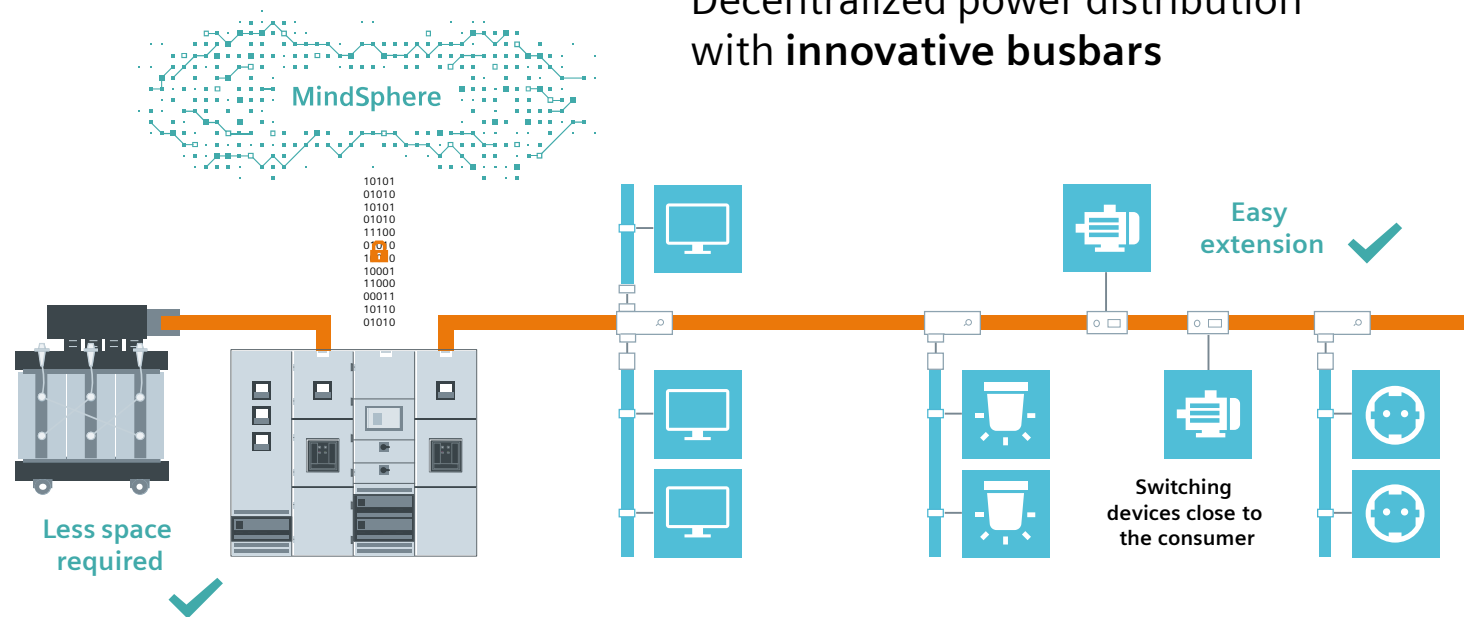 Decentralized power distribution
with innovative busbars
MindSphere
10101
01010
10101
01010
11100
10001
11000
00011
10110
01010
Easy
extension
Switching
devices close to
the consumer
Less space
required